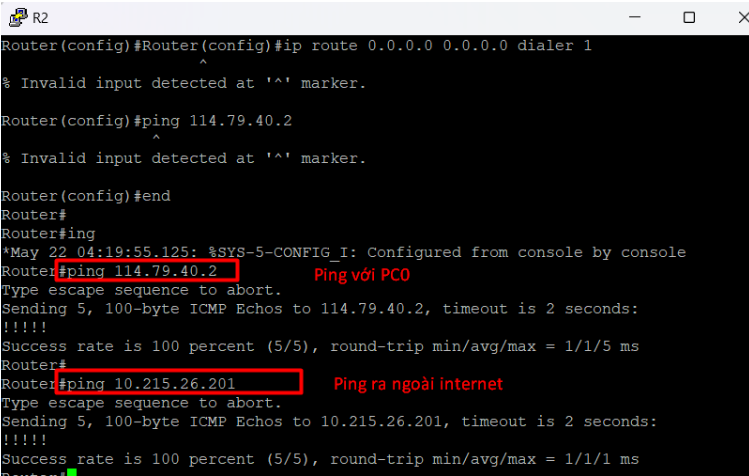 R2
Router(config)#Router(config)#ip route 0.0.0.0 0.0.0.0 dialer 1
^
% Invalid input detected at '^' marker.
Router(config)#ping 114.79.40.2
^
% Invalid input detected at '^' marker.
Router(config)#end
Router#
Router#ing
*May 22 04:19:55.125: %SYS-5-CONFIG_I: Configured from console by console
Router#ping 114.79.40.2 Ping với PC0
Type escape sequence to abort.
Sending 5, 100-byte ICMP Echos to 114.79.40.2, timeout is 2 seconds:
!!!!!
Success rate is 100 percent (5/5), round-trip min/avg/max = 1/1/5 ms
Router#
Router#ping 10.215.26.201 Ping ra ngoài internet
Type escape sequence to abort.
Sending 5, 100-byte ICMP Echos to 10.215.26.201, timeout is 2 seconds:
!!!!!
Success rate is 100 percent (5/5), round-trip min/avg/max = 1/1/1 ms
Router#